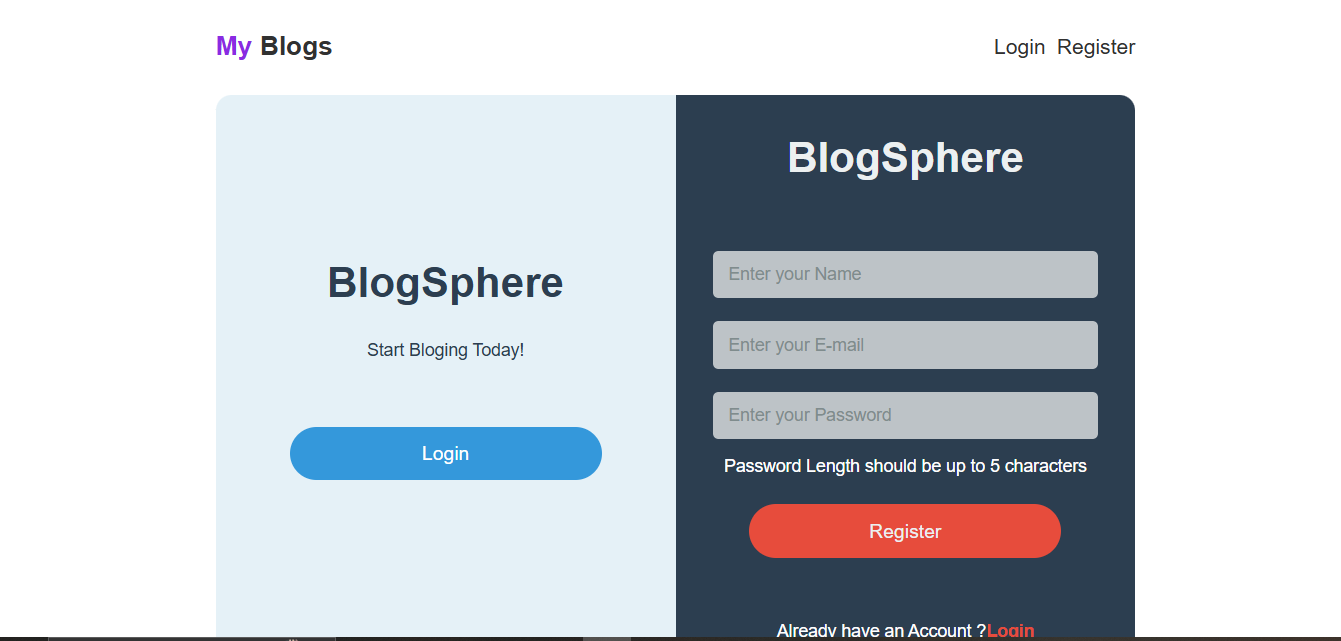 My Blogs
Login Register
BlogSphere
Start Bloging Today!
Login
BlogSphere
Enter your Name
Enter your E-mail
Enter your Password
Password Length should be up to 5 characters
Register
Already have an Account ?Login